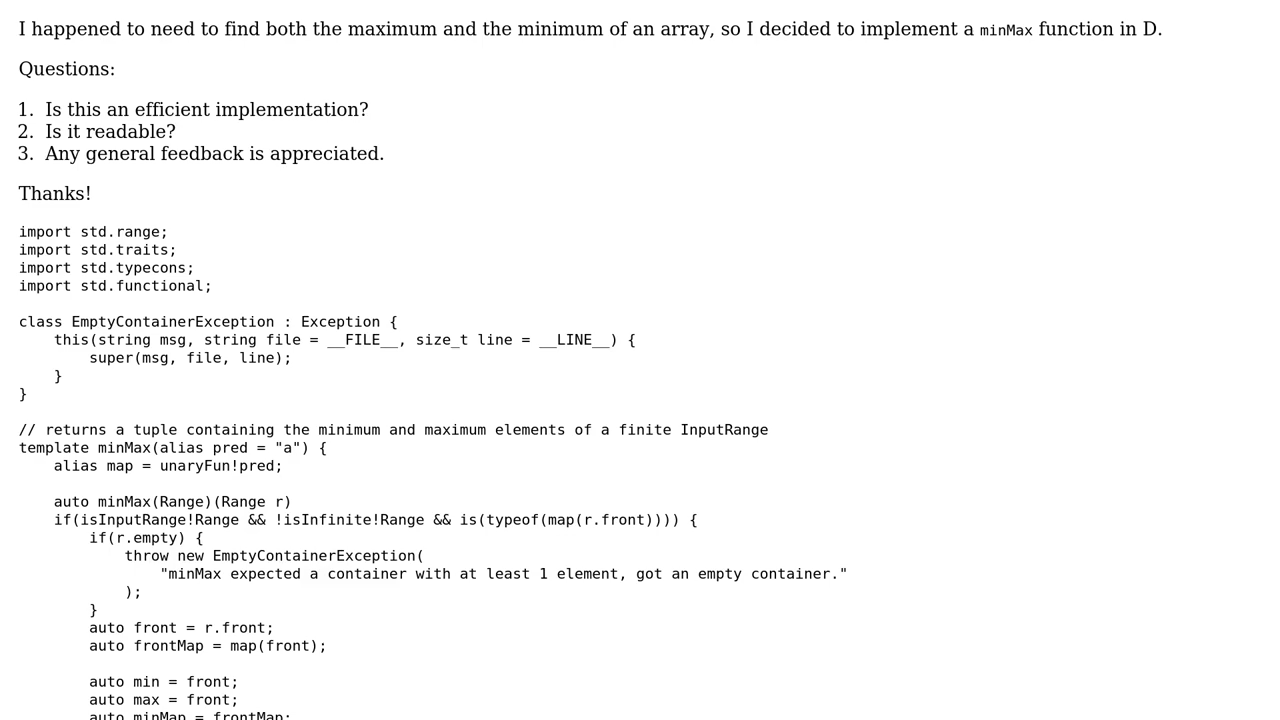 I happened to need to find both the maximum and the minimum of an array, so I decided to implement a minMax function in D.
Questions:
1. Is this an efficient implementation?
2. Is it readable?
3. Any general feedback is appreciated.
Thanks!
import std.range;
import std.traits;
import std.typecons;
import std.functional;
class EmptyContainerException : Exception {
    this(string msg, string file = __FILE__, size_t line = __LINE__) {
        super(msg, file, line);
    }
}
// returns a tuple containing the minimum and maximum elements of a finite InputRange
template minMax(alias pred = "a") {
    alias map = unaryFun!pred;
    auto minMax(Range)(Range r)
    if(isInputRange!Range && !isInfinite!Range && is(typeof(map(r.front)))) {
        if(r.empty) {
            throw new EmptyContainerException(
                "minMax expected a container with at least 1 element, got an empty container."
            );
        }
        auto front = r.front;
        auto frontMap = map(front);
        auto min = front;
        auto max = front;
        auto minMap = frontMap;